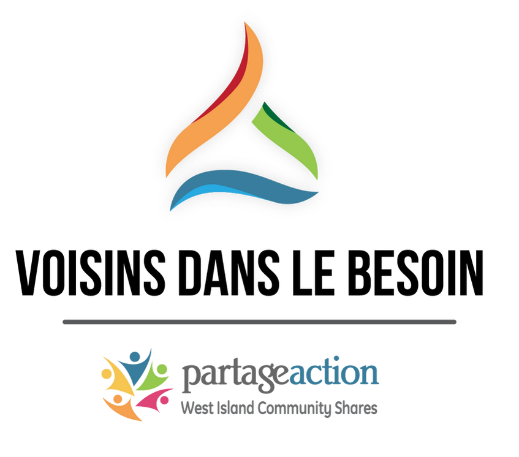 VOISINS DANS LE BESOIN
partageaction
West Island Community Shares